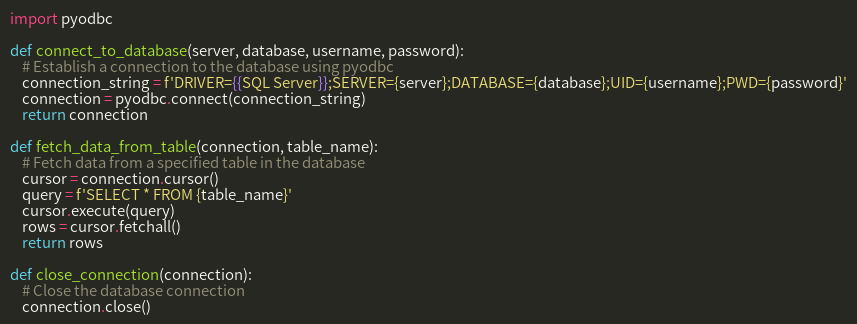 import pyodbc

def connect_to_database(server, database, username, password):
    # Establish a connection to the database using pyodbc
    connection_string = f'DRIVER={{SQL Server}};SERVER={server};DATABASE={database};UID={username};PWD={password}'
    connection = pyodbc.connect(connection_string)
    return connection

def fetch_data_from_table(connection, table_name):
    # Fetch data from a specified table in the database
    cursor = connection.cursor()
    query = f'SELECT * FROM {table_name}'
    cursor.execute(query)
    rows = cursor.fetchall()
    return rows

def close_connection(connection):
    # Close the database connection
    connection.close()